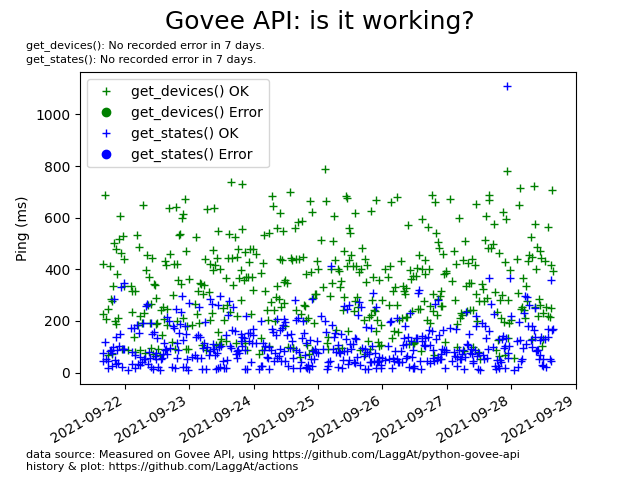 Govee API: is it working?
get_devices(): No recorded error in 7 days.
get_states(): No recorded error in 7 days.
get_devices() OK
get_devices() Error
get_states() OK
get_states() Error
Ping (ms)
1000
800
600
400
200
0
2021-09-22
2021-09-23
2021-09-24
2021-09-25
2021-09-26
2021-09-27
2021-09-28
2021-09-29
data source: Measured on Govee API, using https://github.com/LaggAt/python-govee-api
history & plot: https://github.com/LaggAt/actions